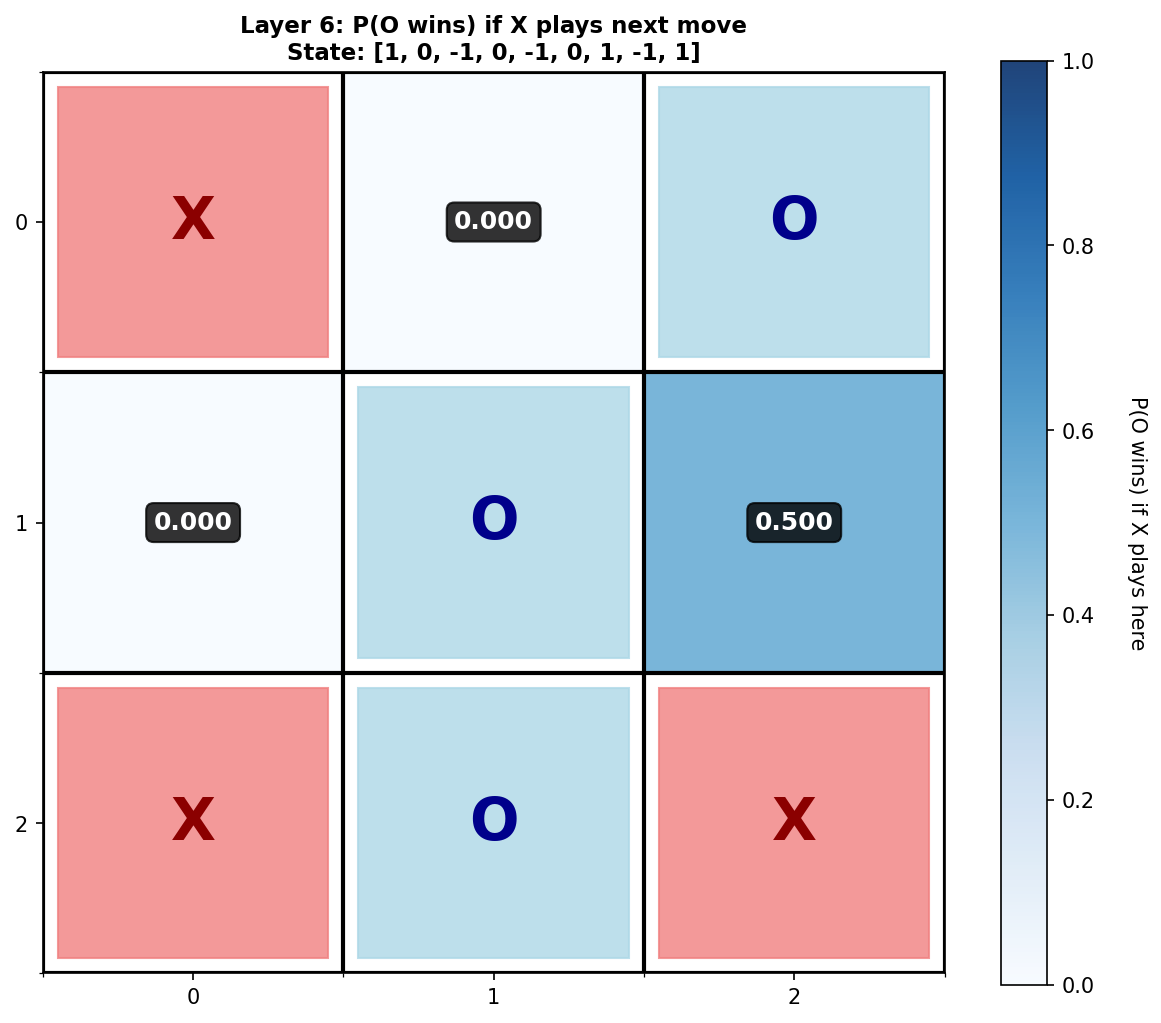 Layer 6: P(O wins) if X plays next move
State: [1, 0, -1, 0, -1, 0, 1, -1, 1]
X
0.000
O
0.000
O
0.500
X
O
X
0
1
2
0
1
2
1.0
0.8
0.6
0.4
0.2
0.0
P(O wins) if X plays here